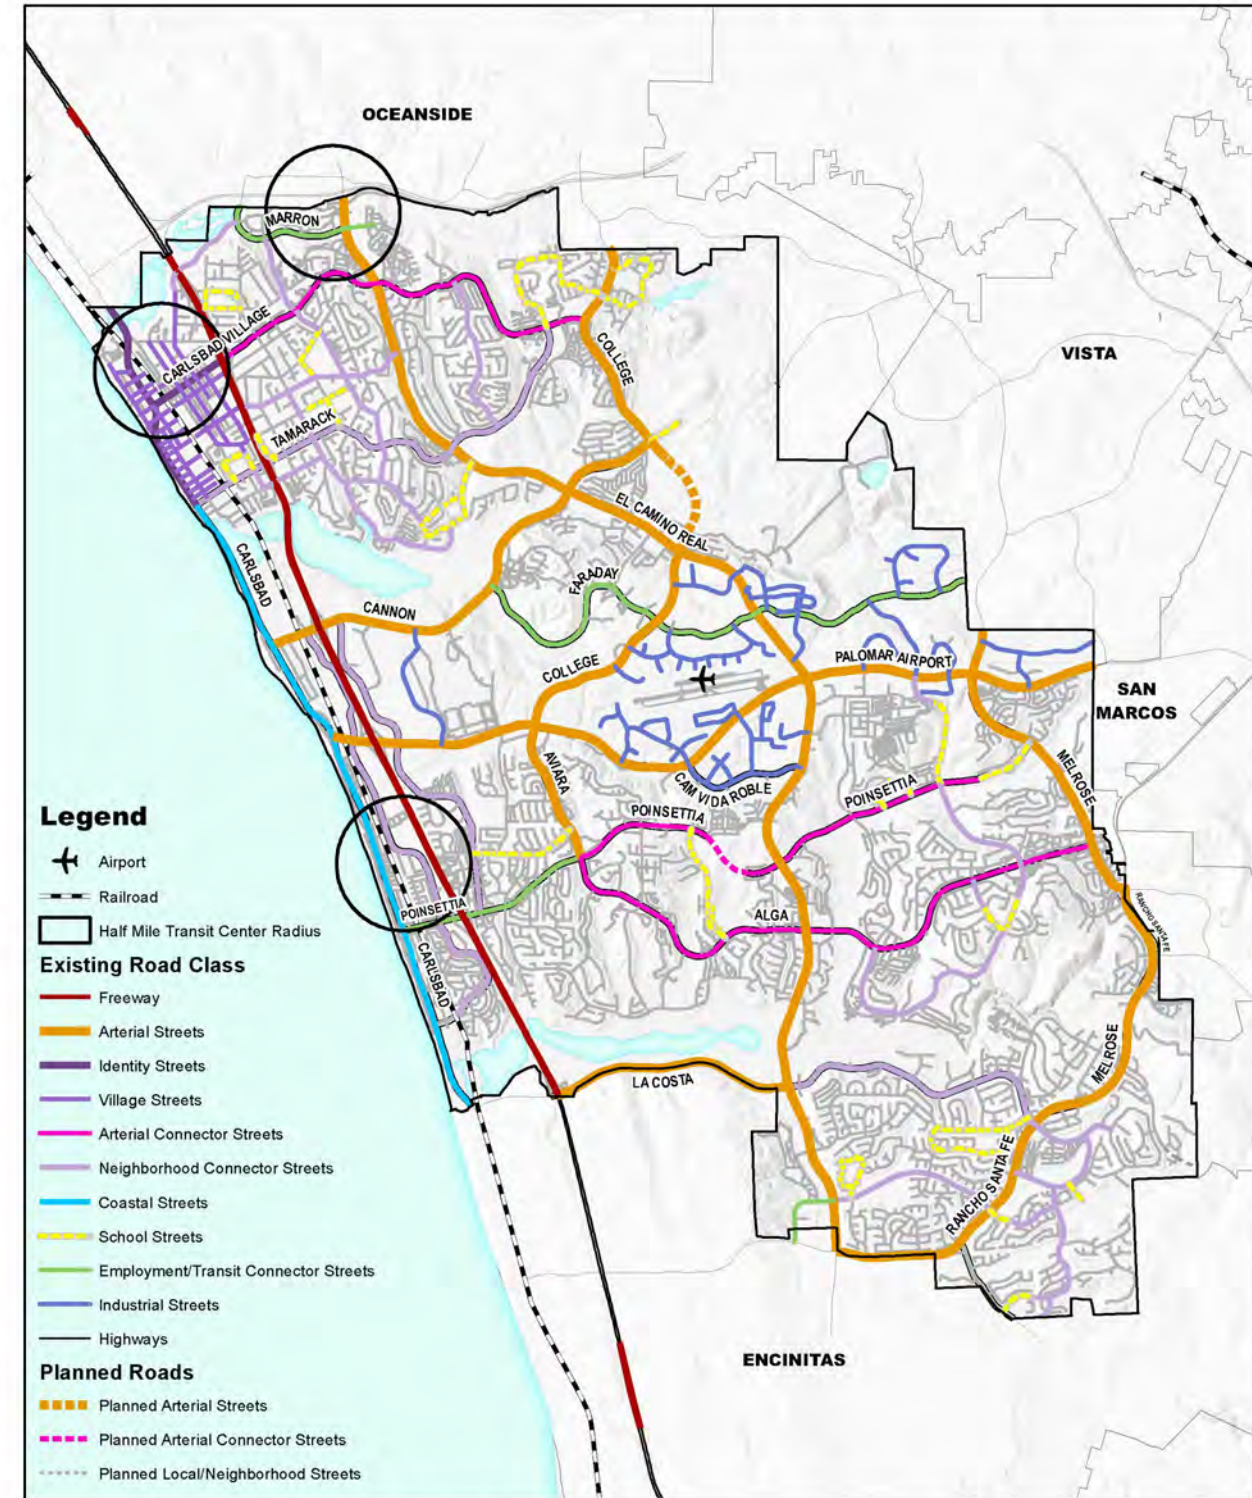 OCEANSIDE
MARRON
CARLSBAD VILLAGE
COLLEGE
VISTA
TAMARACK
EL CAMINO REAL
CARLSBAD
FARADAY
CANNON
PALOMAR AIRPORT
COLLEGE
SAN
MARCOS
AVIARA
MELROSE
CAM VIDA ROBLE
POINSETTIA
POINSETTIA
POINSETTIA
ALGA
RANCHO SANTA FE
CARLSBAD
LA COSTA
MELROSE
RANCHO SANTA FE
ENCINITAS
Legend
Airport
Railroad
Half Mile Transit Center Radius
Existing Road Class
Freeway
Arterial Streets
Identity Streets
Village Streets
Arterial Connector Streets
Neighborhood Connector Streets
Coastal Streets
School Streets
Employment/Transit Connector Streets
Industrial Streets
Highways
Planned Roads
Planned Arterial Streets
Planned Arterial Connector Streets
Planned Local/Neighborhood Streets